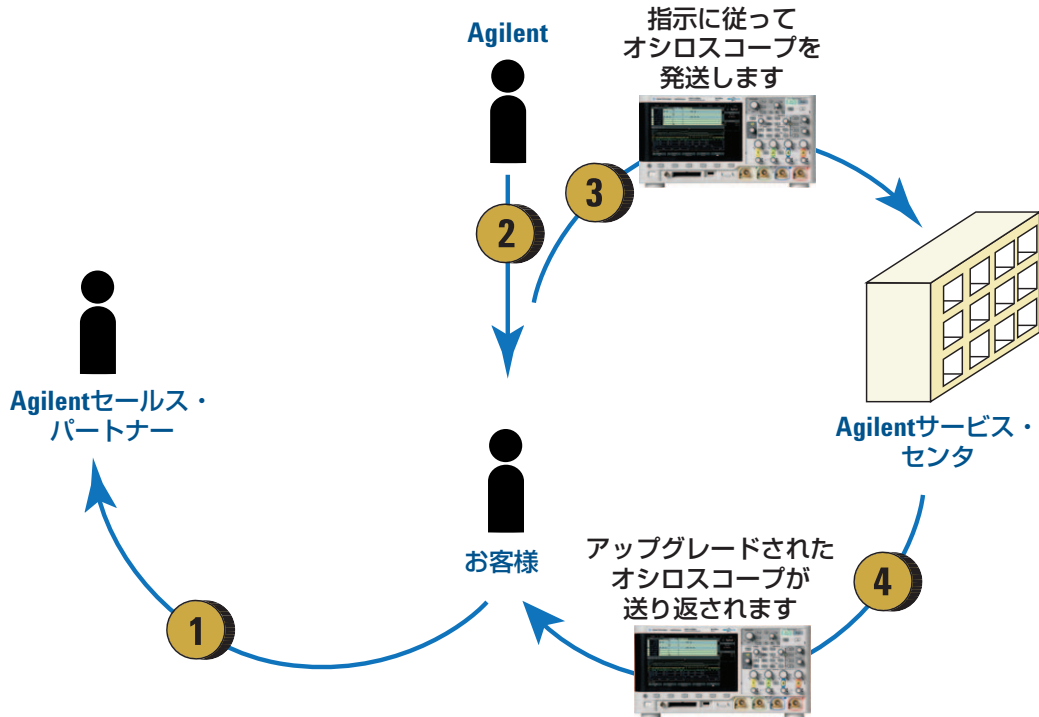 Agilent
指示に従って
オシロスコープを
発送します
3
2
Agilentセールス・
パートナー
Agilentサービス・
センタ
お客様
アップグレードされた
オシロスコープが
送り返されます
4
1